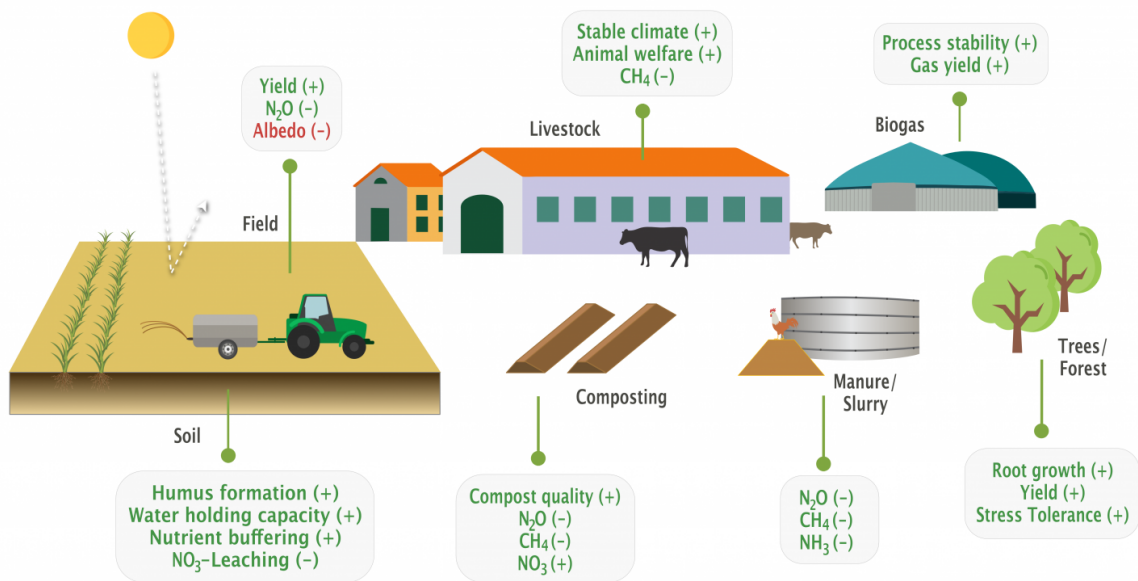 Stable climate (+)
Animal welfare (+)
CH₄ (–)
Process stability (+)
Gas yield (+)
Yield (+)
N₂O (–)
Albedo (–)
Livestock
Biogas
Field
Trees/
Forest
Composting
Manure/
Slurry
Soil
Humus formation (+)
Water holding capacity (+)
Nutrient buffering (+)
NO₃–Leaching (–)
Compost quality (+)
N₂O (–)
CH₄ (–)
NO₃ (+)
N₂O (–)
CH₄ (–)
NH₃ (–)
Root growth (+)
Yield (+)
Stress Tolerance (+)